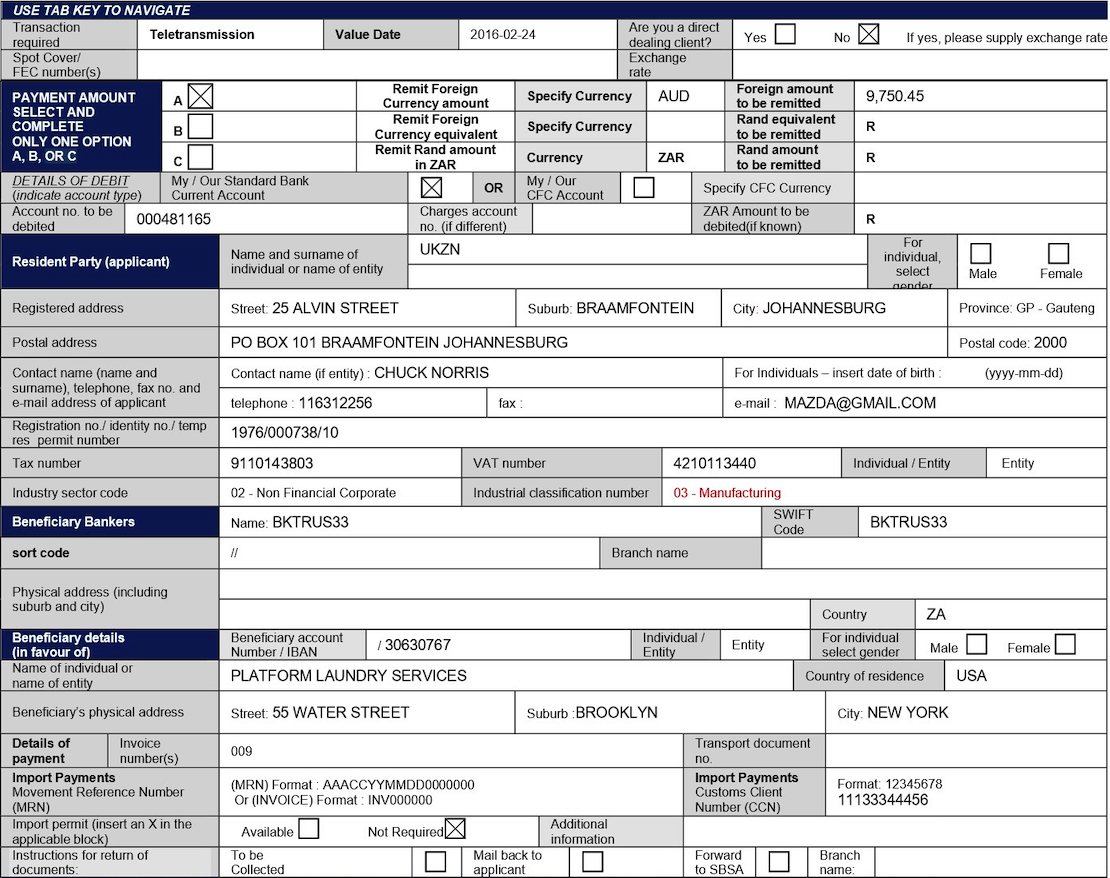 USE TAB KEY TO NAVIGATE
Transaction required Teletransmission Value Date 2016-02-24 Are you a direct dealing client? Yes No If yes, please supply exchange rate
Spot Cover/ FEC number(s) Exchange rate
PAYMENT AMOUNT
SELECT AND
COMPLETE
ONLY ONE OPTION
A, B, OR C
A Remit Foreign Currency amount Specify Currency AUD Foreign amount to be remitted 9,750.45
B Remit Foreign Currency equivalent Specify Currency Rand equivalent to be remitted R
C Remit Rand amount in ZAR Currency ZAR Rand amount to be remitted R
DETAILS OF DEBIT (indicate account type) My / Our Standard Bank Current Account OR My / Our CFC Account Specify CFC Currency
Account no. to be debited 000481165 Charges account no. (if different) ZAR Amount to be debited(if known) R
Resident Party (applicant) Name and surname of individual or name of entity UKZN For individual, select gender Male Female
Registered address Street: 25 ALVIN STREET Suburb: BRAAMFONTEIN City: JOHANNESBURG Province: GP - Gauteng
Postal address PO BOX 101 BRAAMFONTEIN JOHANNESBURG Postal code: 2000
Contact name (name and surname), telephone, fax no. and e-mail address of applicant
Contact name (if entity) : CHUCK NORRIS For Individuals – insert date of birth : (yyyy-mm-dd)
telephone : 116312256 fax : e-mail : MAZDA@GMAIL.COM
Registration no./ identity no./ temp res permit number 1976/000738/10
Tax number 9110143803 VAT number 4210113440 Individual / Entity Entity
Industry sector code 02 - Non Financial Corporate Industrial classification number 03 - Manufacturing
Beneficiary Bankers Name: BKTRUS33 SWIFT Code BKTRUS33
sort code // Branch name
Physical address (including suburb and city)
Country ZA
Beneficiary details (in favour of) Beneficiary account Number / IBAN / 30630767 Individual / Entity Entity For individual select gender Male Female
Name of individual or name of entity PLATFORM LAUNDRY SERVICES Country of residence USA
Beneficiary's physical address Street: 55 WATER STREET Suburb :BROOKLYN City: NEW YORK
Details of payment Invoice number(s) 009 Transport document no.
Import Payments Movement Reference Number (MRN) (MRN) Format : AAACCYYMMDD0000000 Or (INVOICE) Format : INV000000 Import Payments Customs Client Number (CCN) Format: 12345678 11133344456
Import permit (insert an X in the applicable block) Available Not Required Additional information
Instructions for return of documents: To be Collected Mail back to applicant Forward to SBSA Branch name: